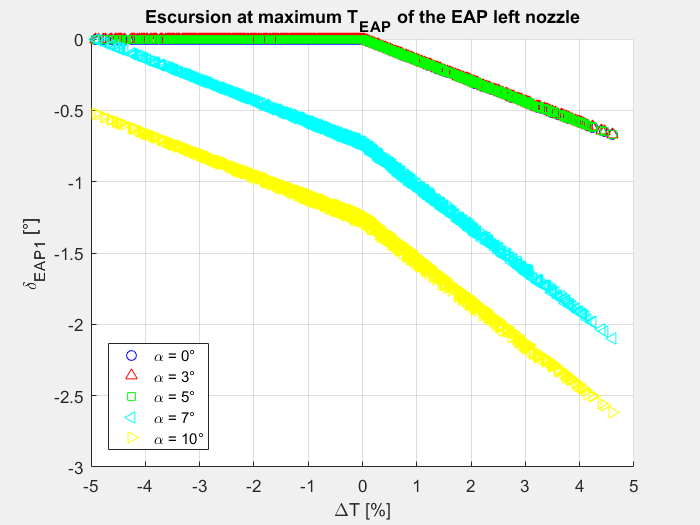 Escursion at maximum T_EAP of the EAP left nozzle
0
-0.5
-1
-1.5
-2
-2.5
-3
δ_EAP1 [°]
α = 0°
α = 3°
α = 5°
α = 7°
α = 10°
-5 -4 -3 -2 -1 0 1 2 3 4 5
ΔT [%]